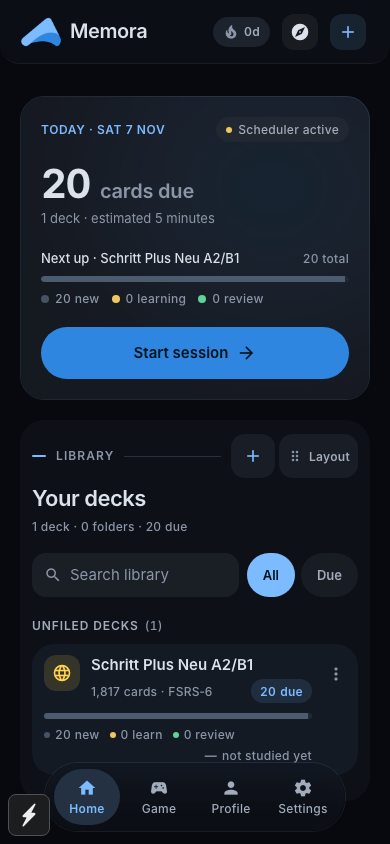 Memora
0d
TODAY · SAT 7 NOV
Scheduler active
20 cards due
1 deck · estimated 5 minutes
Next up · Schritt Plus Neu A2/B1
20 total
20 new
0 learning
0 review
Start session
LIBRARY
Layout
Your decks
1 deck · 0 folders · 20 due
Search library
All
Due
UNFILED DECKS (1)
Schritt Plus Neu A2/B1
1,817 cards · FSRS-6
20 due
20 new
0 learn
0 review
— not studied yet
Home
Game
Profile
Settings